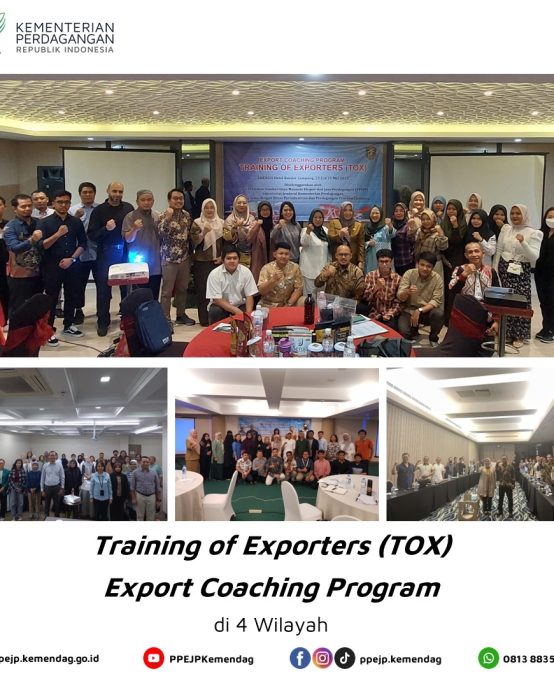 KEMENTERIAN
PERDAGANGAN
REPUBLIK INDONESIA
EXPORT COACHING PROGRAM
TRAINING OF EXPORTERS (TOX)
Training of Exporters (TOX)
Export Coaching Program
di 4 Wilayah
ppejp.kemendag.go.id
PPEJPKemendag
ppejp.kemendag
0813 8835